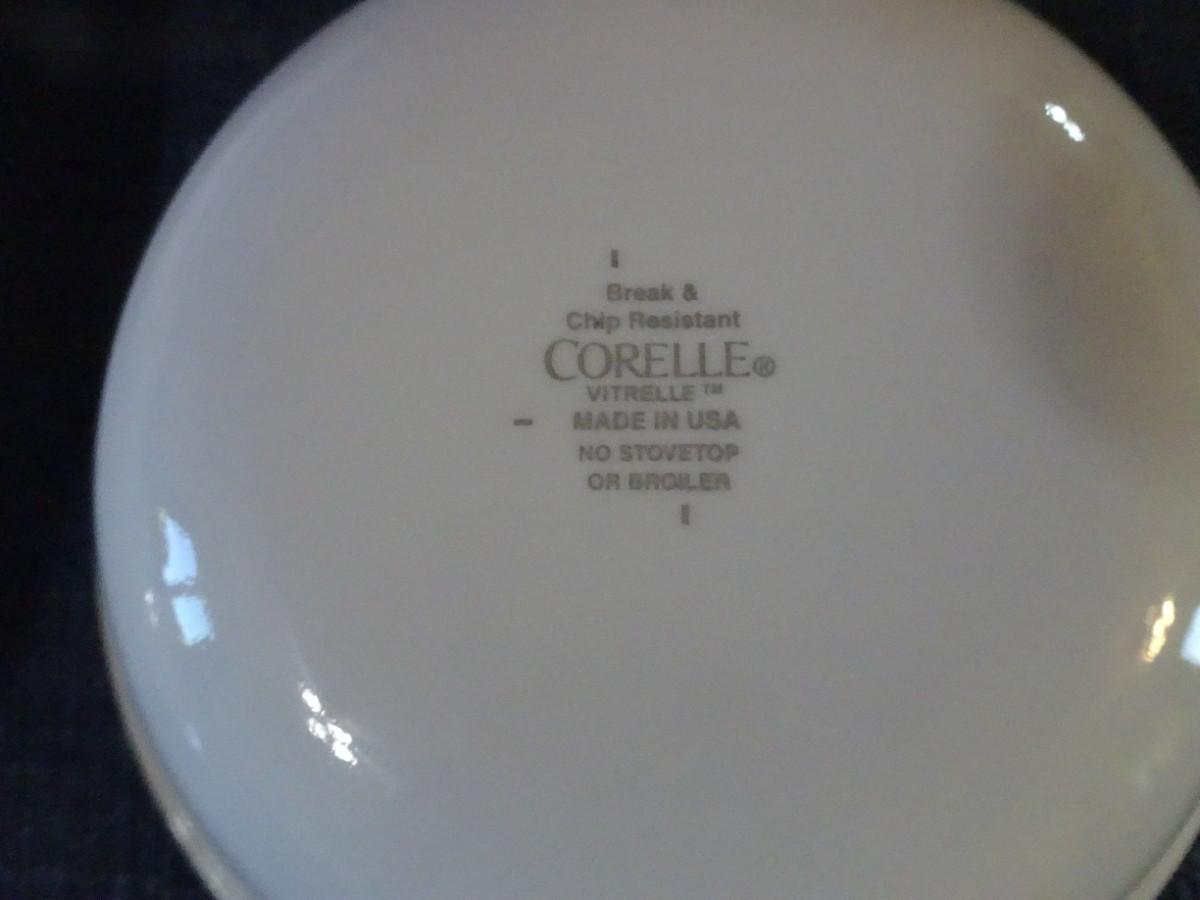 Break &
Chip Resistant
CORELLE®
VITRELLE™
MADE IN USA
NO STOVETOP
OR BROILER